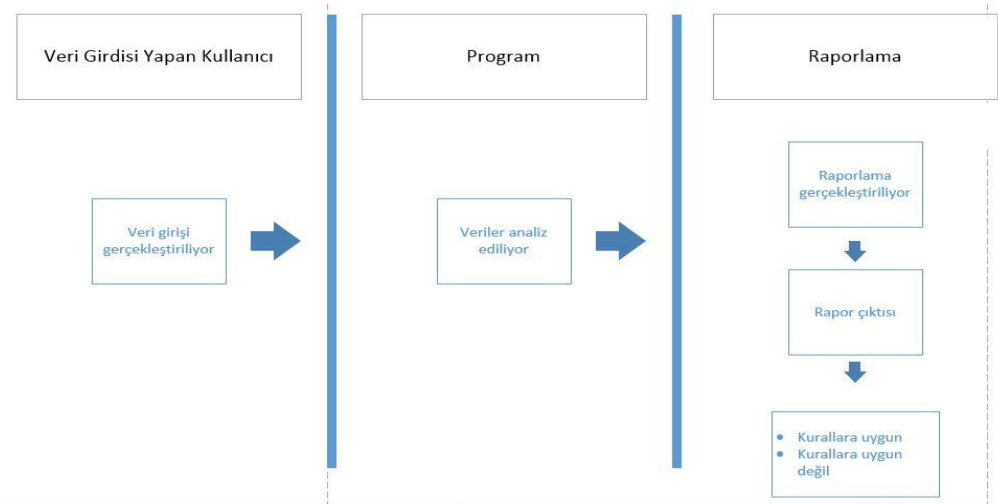 Veri Girdisi Yapan Kullanıcı
Program
Raporlama
Veri girişi
gerçekleştiriliyor
Veriler analiz
ediliyor
Raporlama
gerçekleştiriliyor
Rapor çıktısı
• Kurallara uygun
• Kurallara uygun
değil